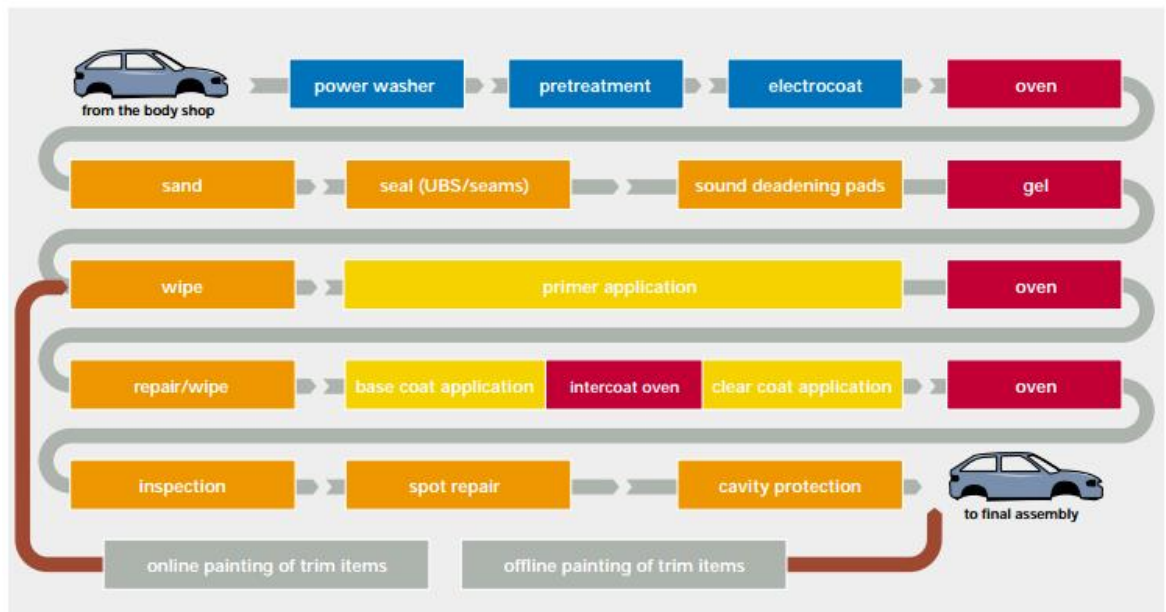 from the body shop
power washer
pretreatment
electrocoat
oven
sand
seal (UBS/seams)
sound deadening pads
gel
wipe
primer application
oven
repair/wipe
base coat application
intercoat oven
clear coat application
oven
inspection
spot repair
cavity protection
to final assembly
online painting of trim items
offline painting of trim items